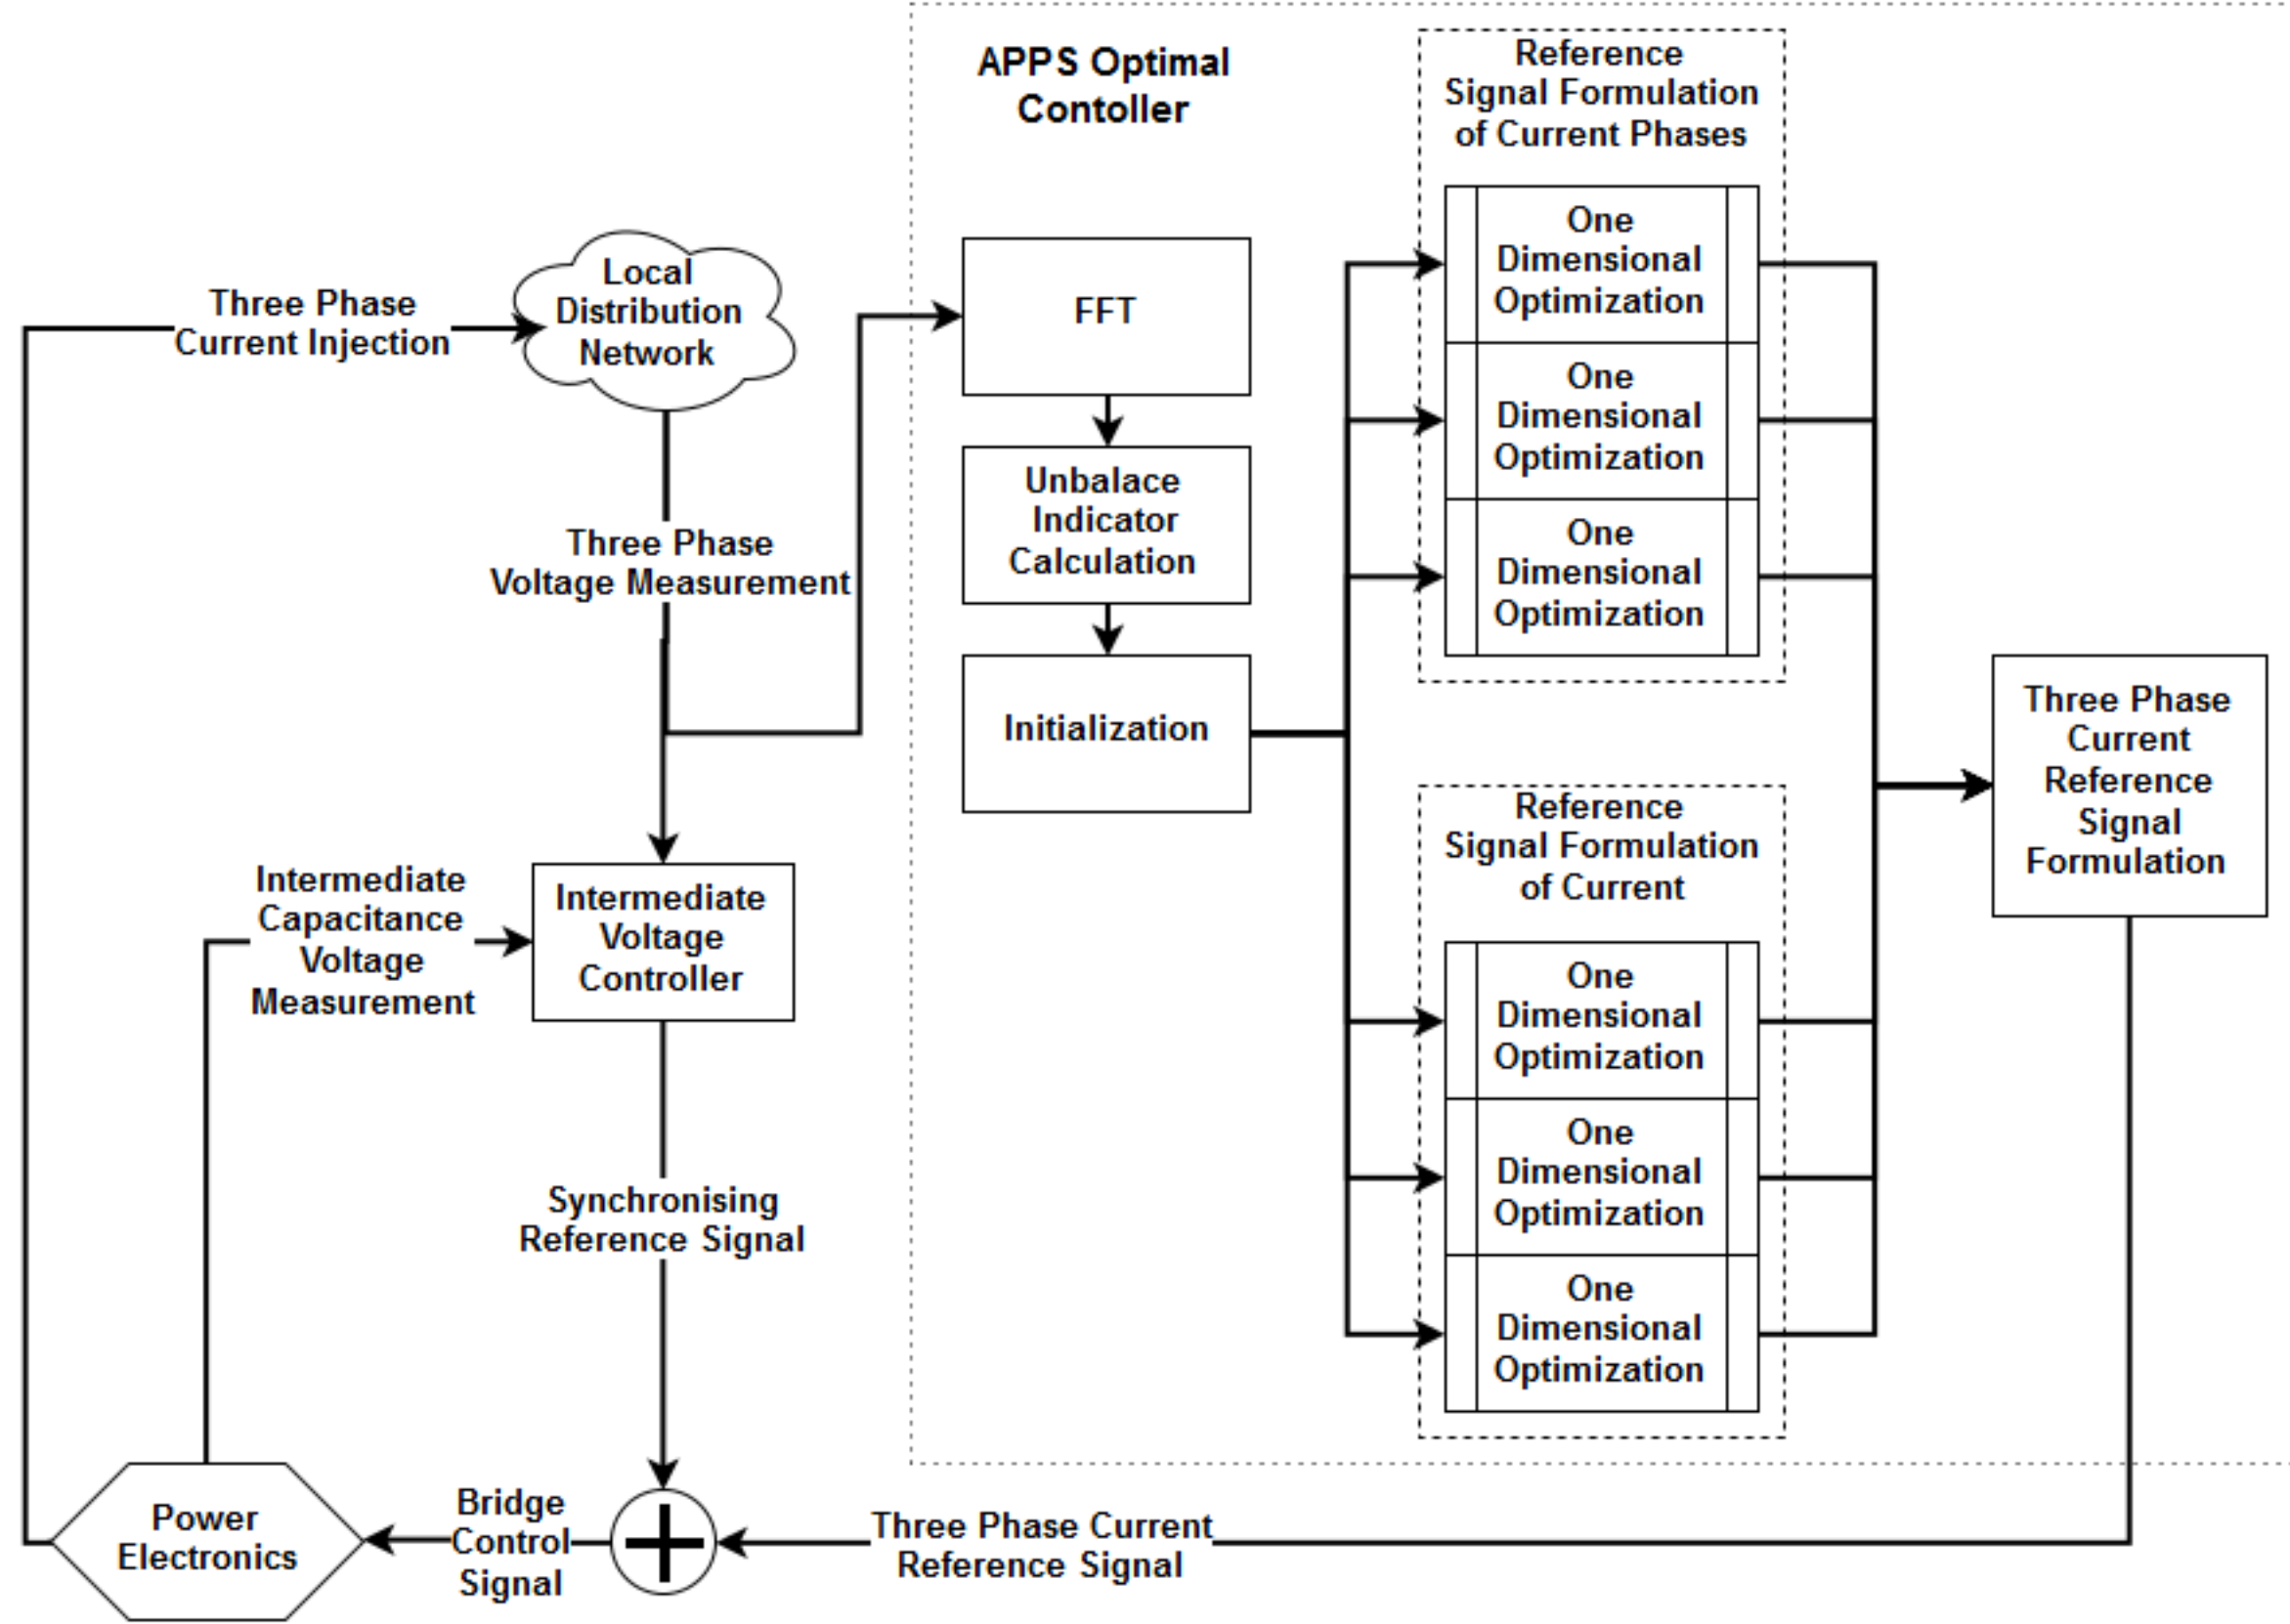 APPS Optimal
Contoller
Reference
Signal Formulation
of Current Phases
One
Dimensional
Optimization
One
Dimensional
Optimization
One
Dimensional
Optimization
Three Phase
Current Injection
Local
Distribution
Network
FFT
Three Phase
Voltage Measurement
Unbalace
Indicator
Calculation
Initialization
Three Phase
Current
Reference
Signal
Formulation
Reference
Signal Formulation
of Current
One
Dimensional
Optimization
One
Dimensional
Optimization
One
Dimensional
Optimization
Intermediate
Capacitance
Voltage
Measurement
Intermediate
Voltage
Controller
Synchronising
Reference Signal
Power
Electronics
Bridge
Control
Signal
Three Phase Current
Reference Signal